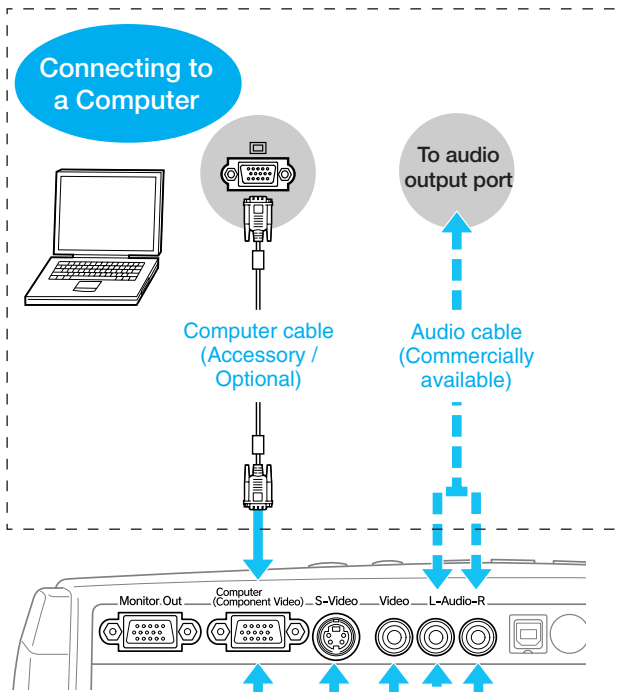 Connecting to
a Computer
To audio
output port
Computer cable
(Accessory /
Optional)
Audio cable
(Commercially
available)
Monitor Out
Computer
(Component Video)
S-Video
Video
L-Audio-R